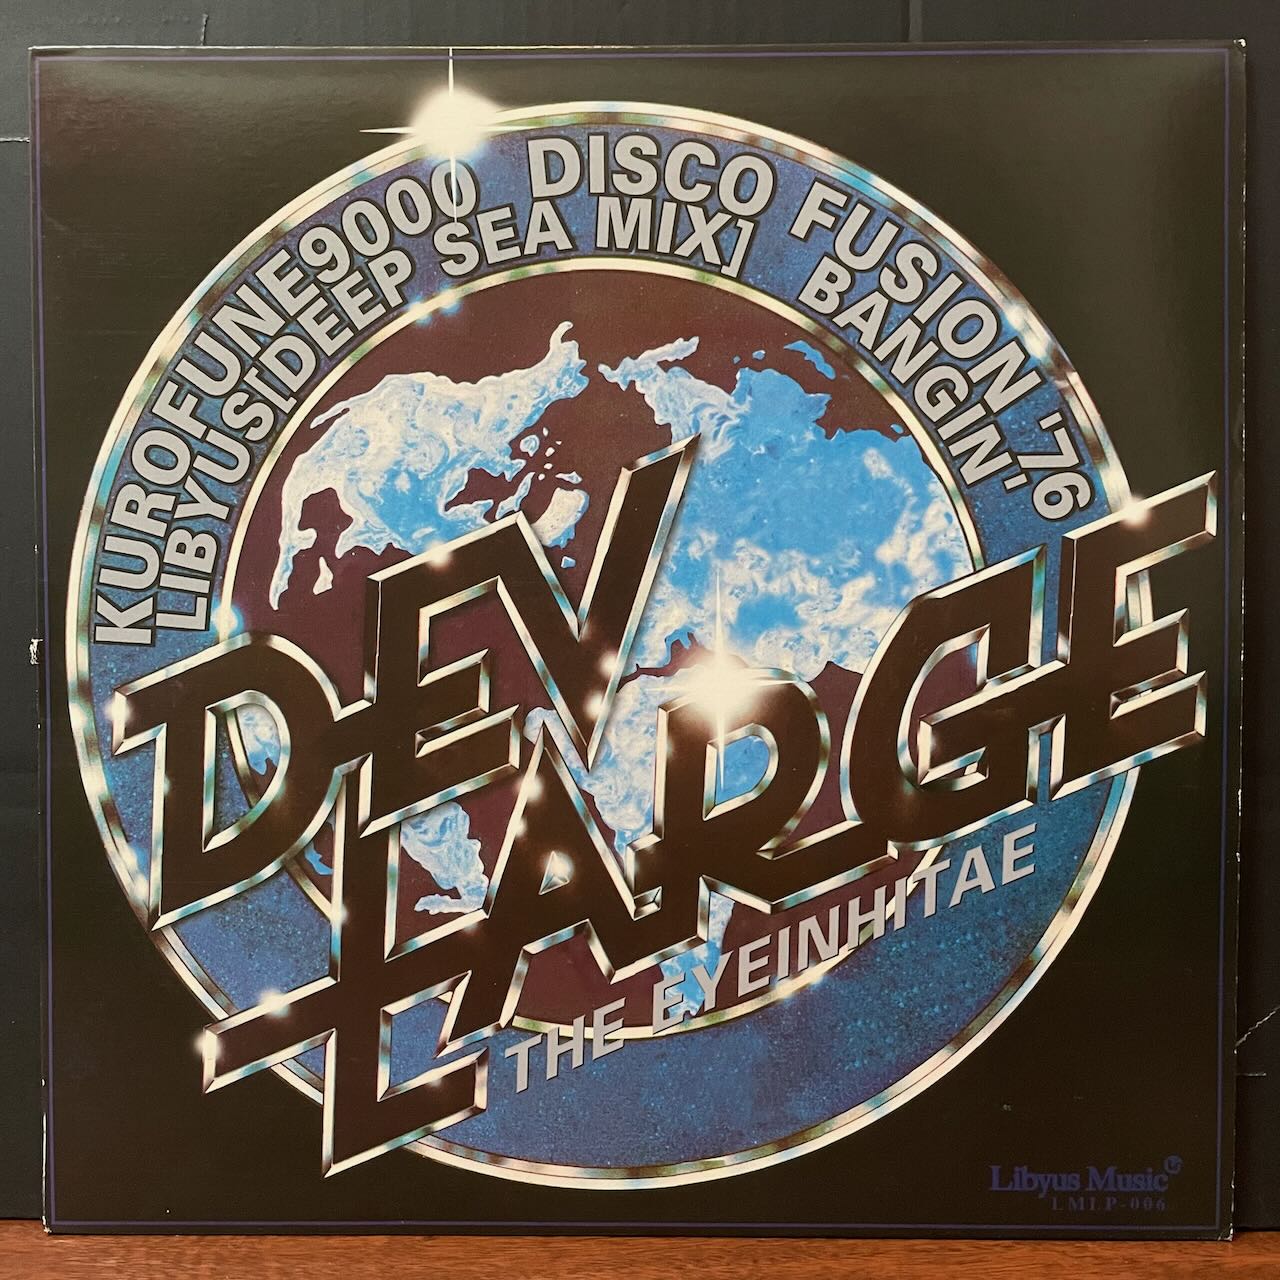 KUROFUNE9000 DISCO FUSION '76
LIBYUS[DEEP SEA MIX] BANGIN'
DEV
LARGE
THE EYEINHITAE
Libyus Music
LMLP-006